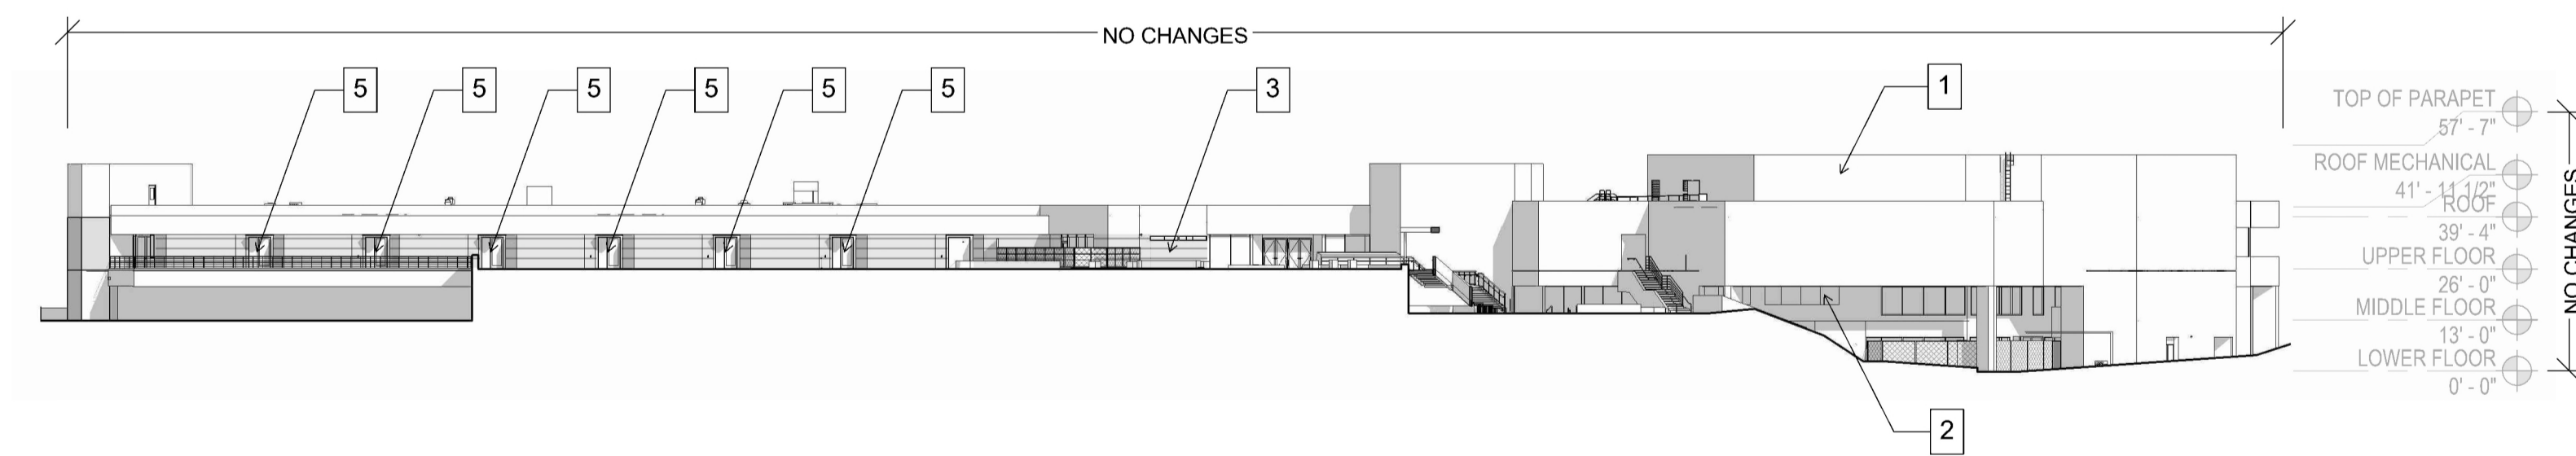 NO CHANGES
5
5
5
5
5
5
3
1
TOP OF PARAPET
57' - 7"
ROOF MECHANICAL
41' - 11 1/2"
ROOF
39' - 4"
UPPER FLOOR
26' - 0"
MIDDLE FLOOR
13' - 0"
LOWER FLOOR
0' - 0"
NO CHANGES
2